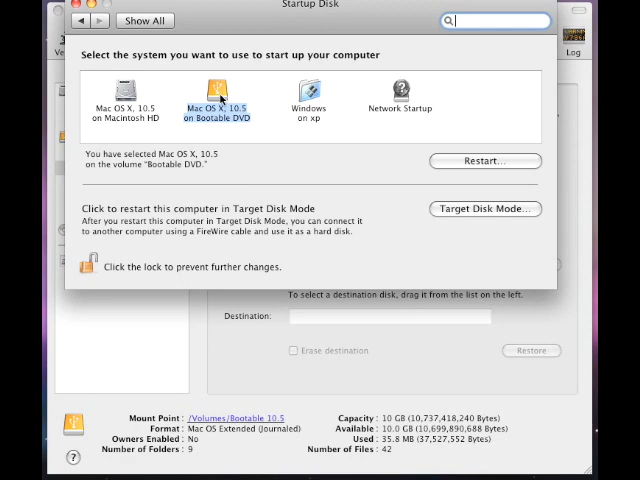 Startup Disk
Show All
Select the system you want to use to start up your computer
Mac OS X, 10.5
on Macintosh HD
Mac OS X, 10.5
on Bootable DVD
Windows
on xp
Network Startup
You have selected Mac OS X, 10.5
on the volume “Bootable DVD.”
Restart...
Click to restart this computer in Target Disk Mode
After you restart this computer in Target Disk Mode, you can connect it
to another computer using a FireWire cable and use it as a hard disk.
Target Disk Mode...
Click the lock to prevent further changes.
Log
To select a destination disk, drag it from the list on the left.
Destination:
Erase destination
Restore
Mount Point : /Volumes/Bootable 10.5
Format : Mac OS Extended (Journaled)
Owners Enabled : No
Number of Folders : 9
Capacity : 10 GB (10,737,418,240 Bytes)
Available : 10.0 GB (10,699,890,688 Bytes)
Used : 35.8 MB (37,527,552 Bytes)
Number of Files : 42
?